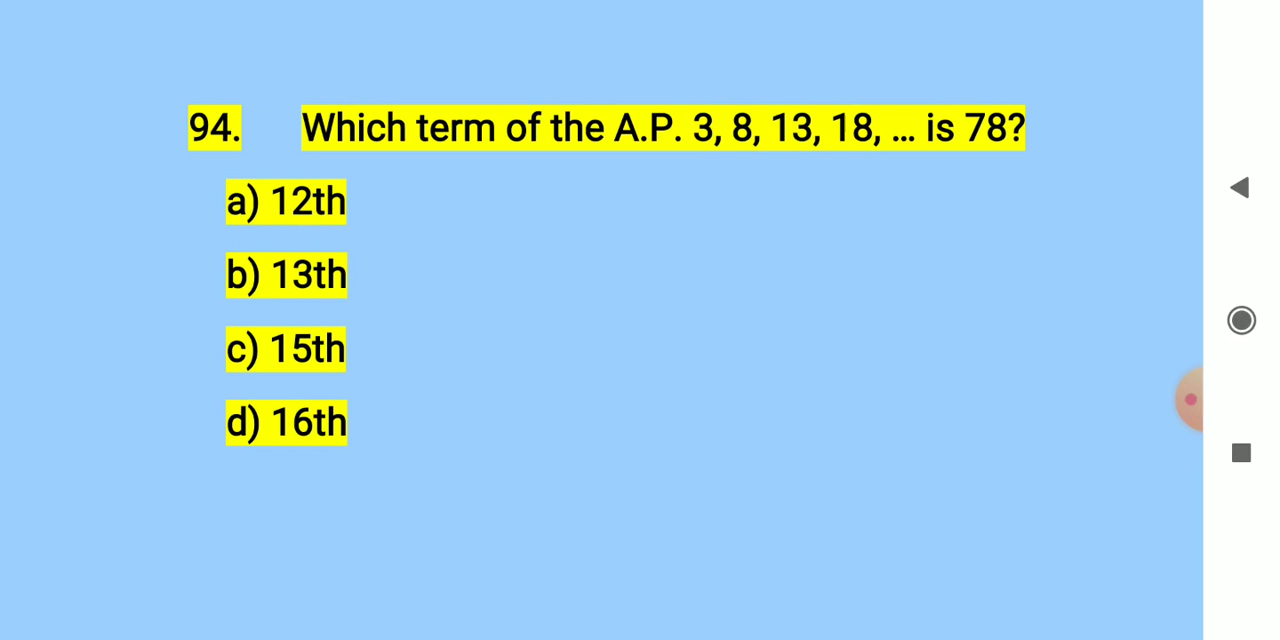 94. Which term of the A.P. 3, 8, 13, 18, ... is 78?
a) 12th
b) 13th
c) 15th
d) 16th